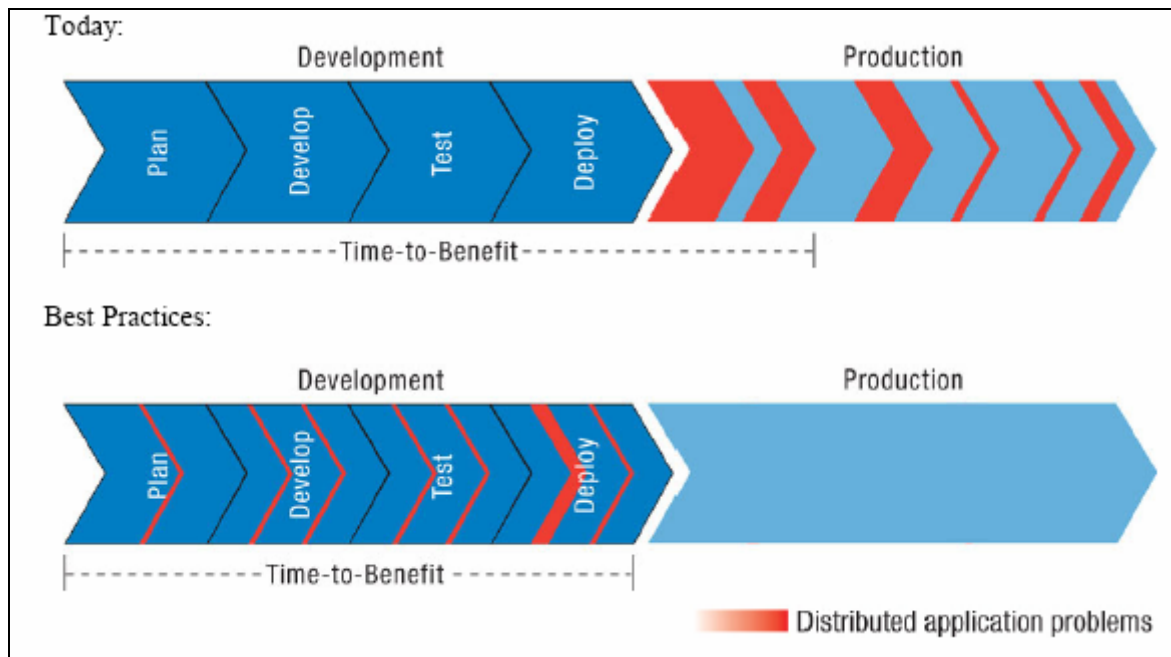 Today:
Development Production
Plan Develop Test Deploy
Time-to-Benefit
Best Practices:
Development Production
Plan Develop Test Deploy
Time-to-Benefit
Distributed application problems